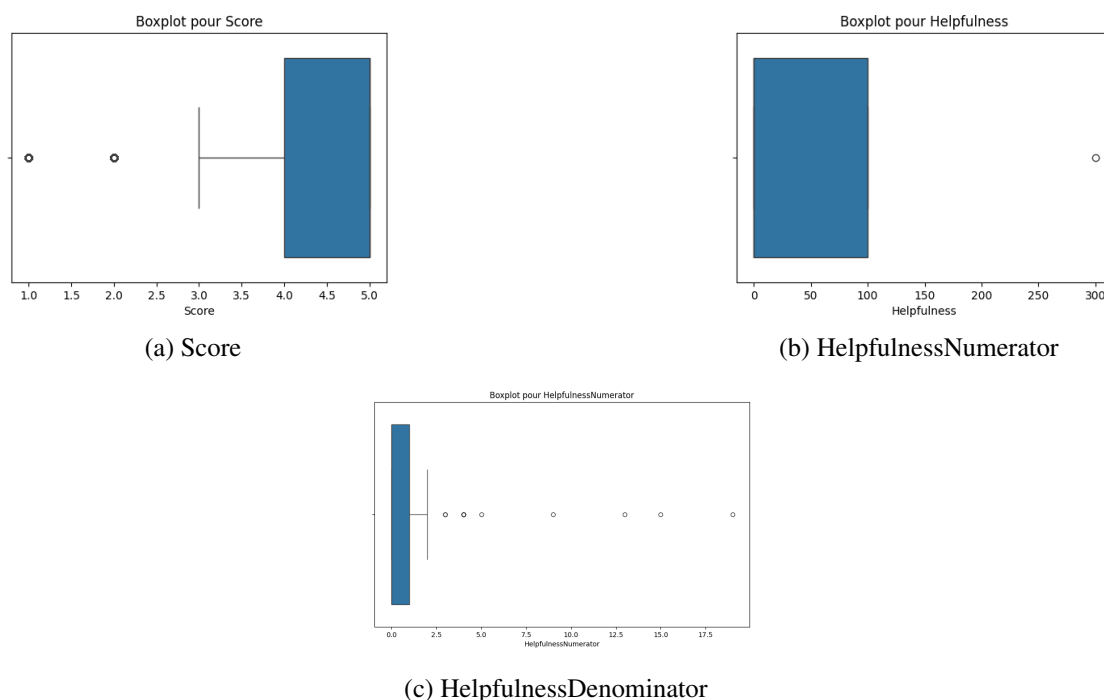 Boxplot pour Score
1.0 1.5 2.0 2.5 3.0 3.5 4.0 4.5 5.0
Score
(a) Score
Boxplot pour Helpfulness
0 50 100 150 200 250 300
Helpfulness
(b) HelpfulnessNumerator
Boxplot pour HelpfulnessNumerator
0.0 2.5 5.0 7.5 10.0 12.5 15.0 17.5
HelpfulnessNumerator
(c) HelpfulnessDenominator